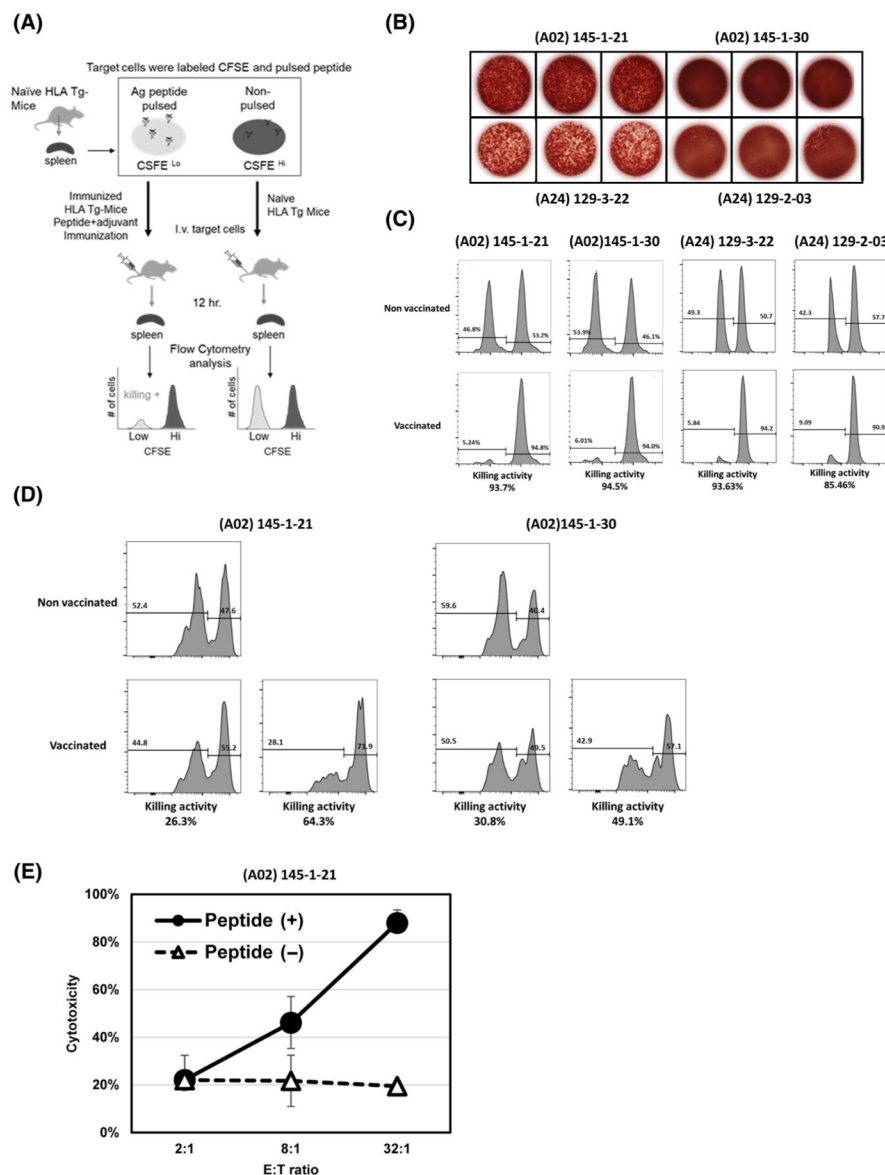 (A)
Target cells were labeled CFSE and pulsed peptide
Naïve HLA Tg-
Mice
spleen
Ag peptide
pulsed
CSFE Lo
Non-
pulsed
CSFE Hi
Immunized
HLA Tg-Mice
Peptide+adjuvant
Immunization
I.v. target cells
Naïve
HLA Tg Mice
12 hr.
spleen
spleen
Flow Cytometry
analysis
# of cells
killing +
Low
Hi
CFSE
# of cells
Low
Hi
CFSE
(B)
(A02) 145-1-21
(A02) 145-1-30
(A24) 129-3-22
(A24) 129-2-03
(C)
(A02) 145-1-21
(A02)145-1-30
(A24) 129-3-22
(A24) 129-2-03
Non vaccinated
46.8%
53.2%
53.9%
46.1%
49.3
50.7
42.3
57.7
Vaccinated
5.24%
94.8%
6.01%
94.0%
5.84
94.2
9.09
90.9
Killing activity
93.7%
Killing activity
94.5%
Killing activity
93.63%
Killing activity
85.46%
(D)
(A02) 145-1-21
(A02)145-1-30
Non vaccinated
52.4
47.6
59.6
40.4
Vaccinated
44.8
55.2
28.1
71.9
50.5
49.5
42.9
57.1
Killing activity
26.3%
Killing activity
64.3%
Killing activity
30.8%
Killing activity
49.1%
(E)
(A02) 145-1-21
Cytotoxicity
100%
80%
60%
40%
20%
0%
Peptide (+)
Peptide (−)
2:1
8:1
32:1
E:T ratio